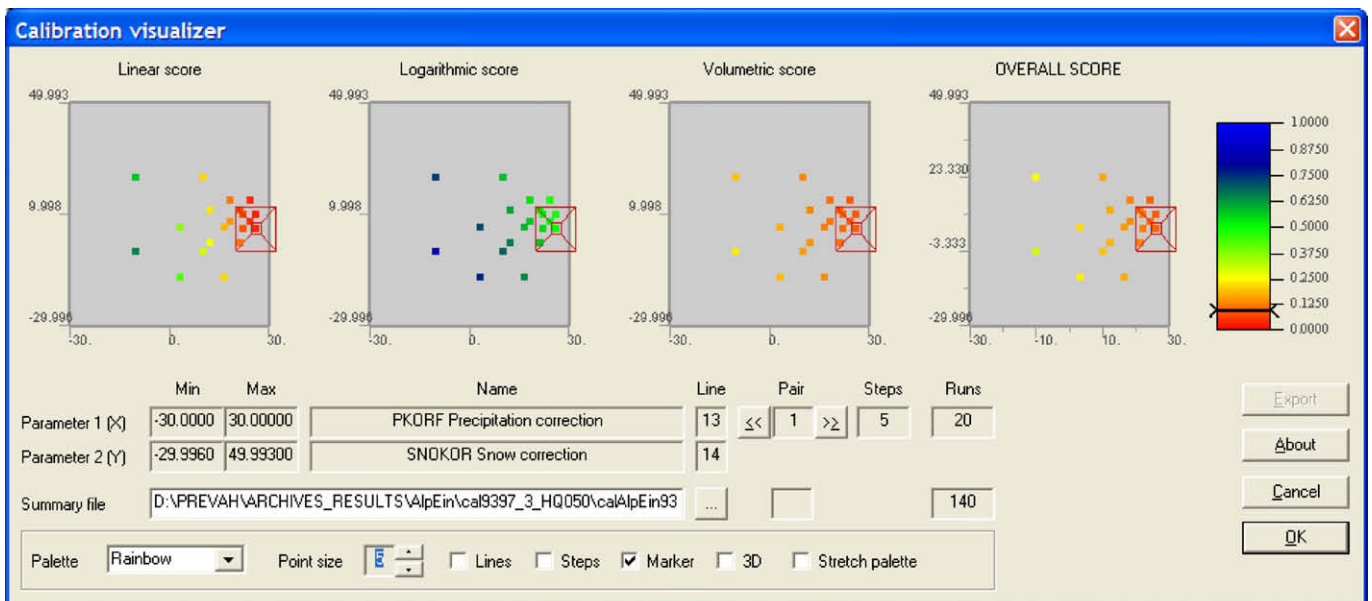 Calibration visualizer
Linear score Logarithmic score Volumetric score OVERALL SCORE
49.993 49.993 49.993 49.993
1.0000
0.8750
23.330 0.7500
9.998 9.998 9.998 0.6250
0.5000
-3.333 0.3750
0.2500
0.1250
-29.996 -29.996 -29.996 -29.996 0.0000
-30. 0. 30. -30. 0. 30. -30. 0. 30. -30. -10. 10. 30.
Min Max Name Line Pair Steps Runs
Parameter 1 (X) -30.0000 30.00000 PKORF Precipitation correction 13 << 1 >> 5 20
Export
Parameter 2 (Y) -29.9960 49.99300 SNOKOR Snow correction 14
About
Summary file D:\PREVAH\ARCHIVES_RESULTS\AlpEin\cal9397_3_HQ050\calAlpEin93 ... 140
Cancel
OK
Palette Rainbow Point size Lines Steps Marker 3D Stretch palette